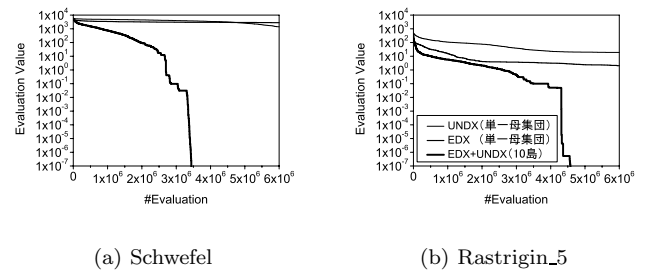 1x10^4
1x10^3
1x10^2
1x10^1
1x10^0
1x10^-1
1x10^-2
1x10^-3
1x10^-4
1x10^-5
1x10^-6
1x10^-7
Evaluation Value
0 1x10^6 2x10^6 3x10^6 4x10^6 5x10^6 6x10^6
#Evaluation
(a) Schwefel
1x10^4
1x10^3
1x10^2
1x10^1
1x10^0
1x10^-1
1x10^-2
1x10^-3
1x10^-4
1x10^-5
1x10^-6
1x10^-7
Evaluation Value
UNDX(単一母集団)
EDX (単一母集団)
EDX+UNDX(10島)
0 1x10^6 2x10^6 3x10^6 4x10^6 5x10^6 6x10^6
#Evaluation
(b) Rastrigin_5